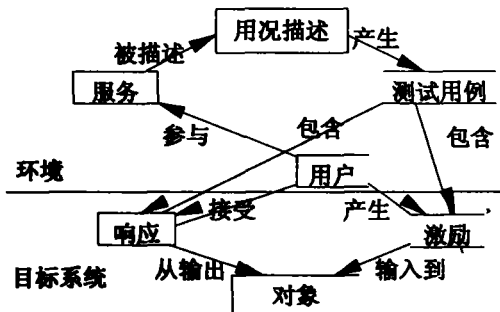 用况描述
被描述
产生
服务
测试用例
参与
包含
包含
环境
用户
接受
产生
响应
激励
目标系统
从输出
输入到
对象